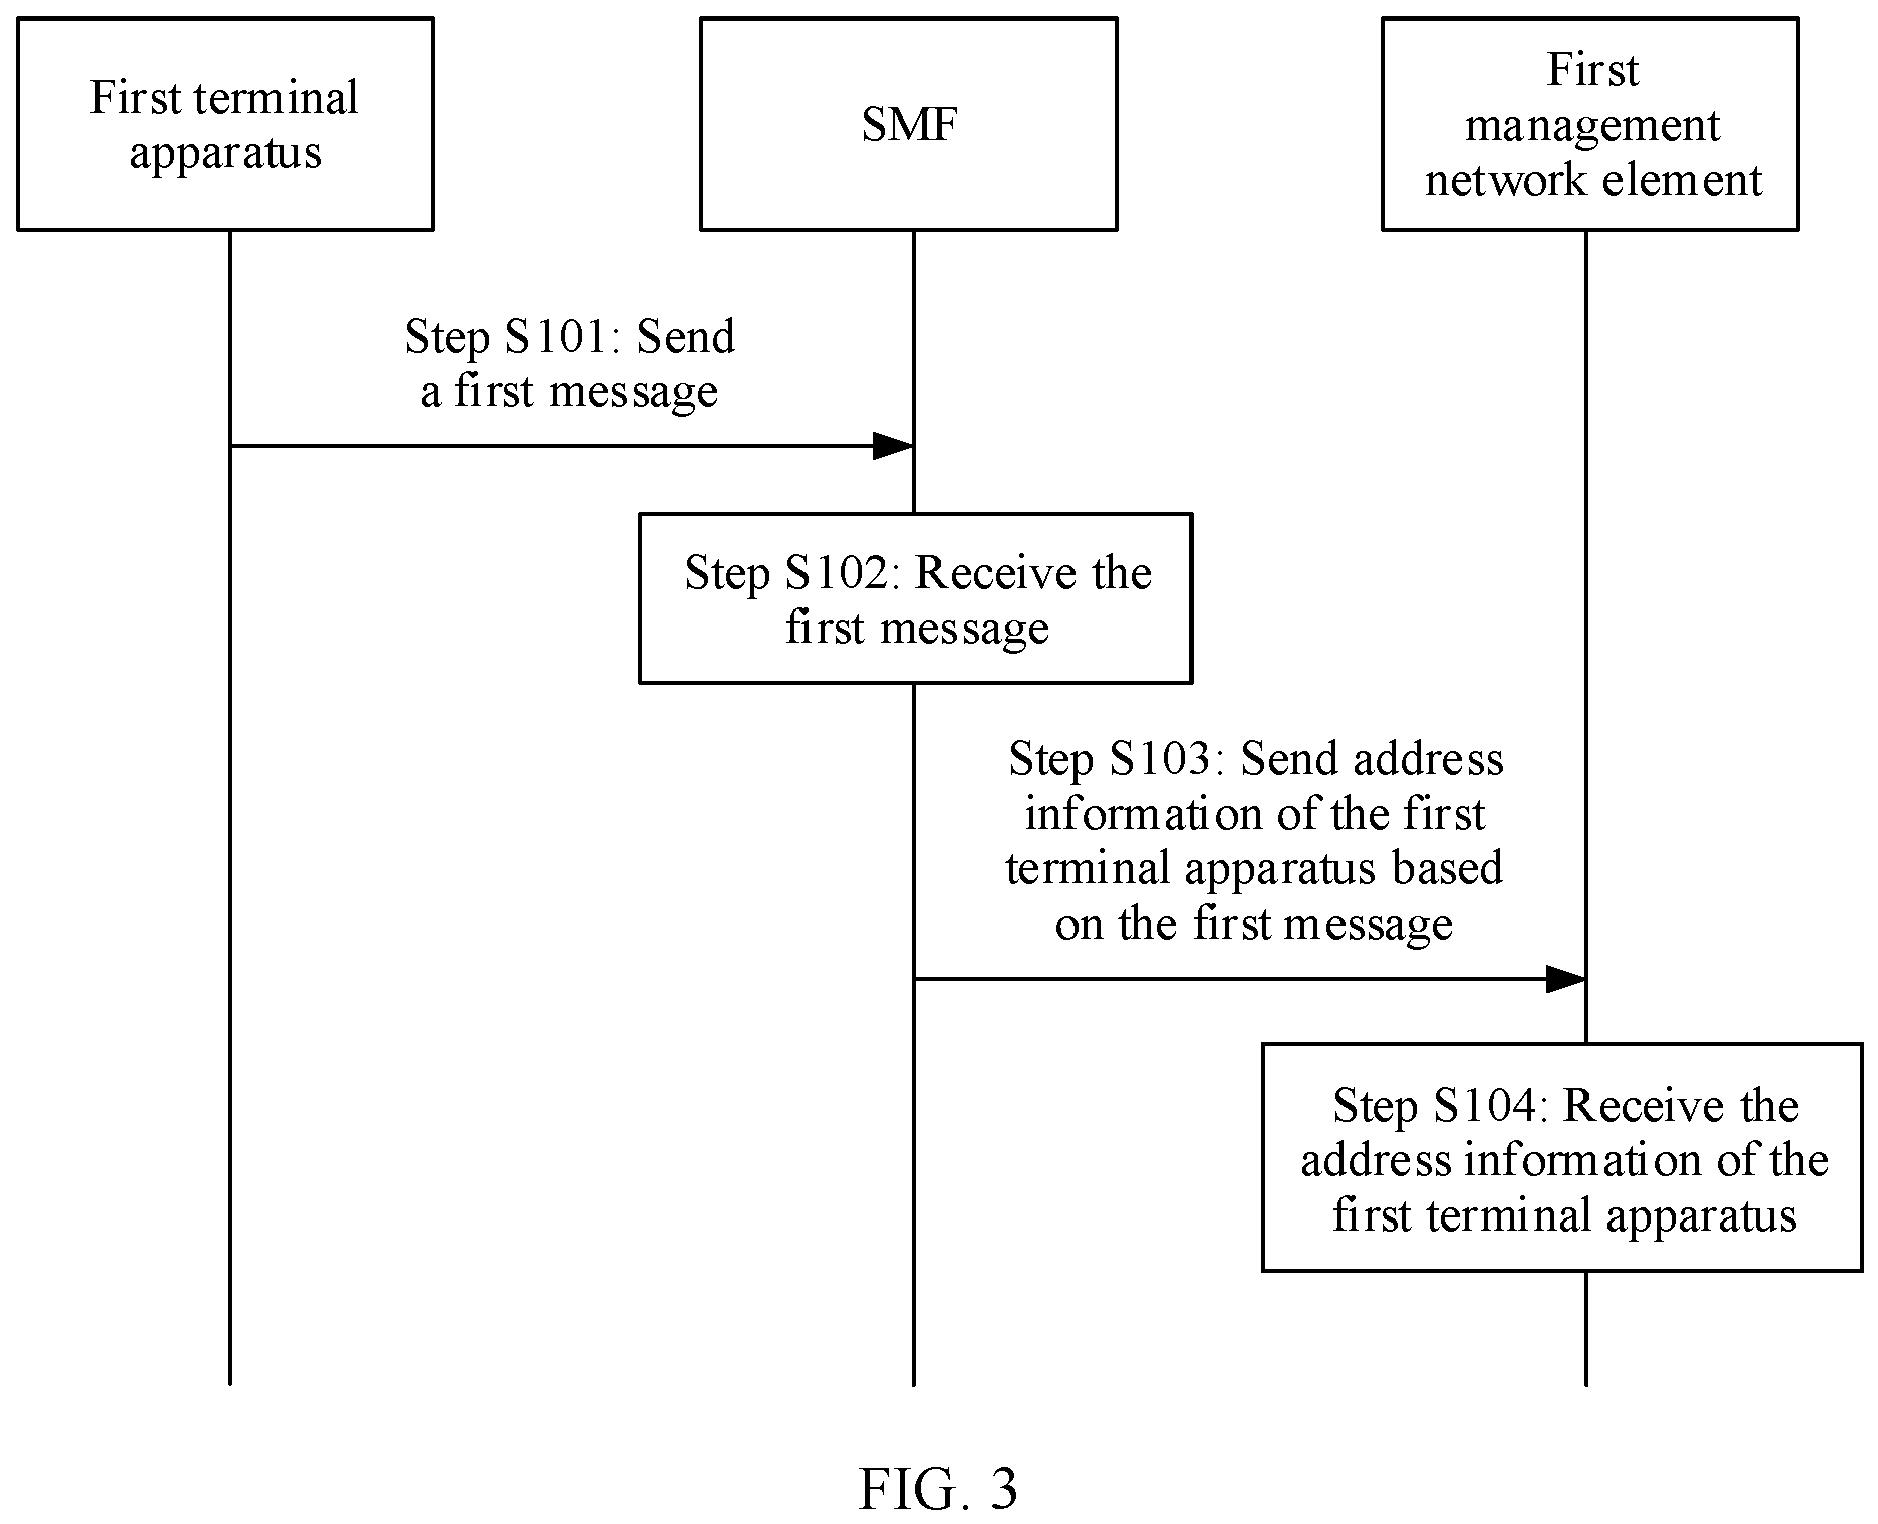 First terminal
apparatus
SMF
First
management
network element
Step S101: Send
a first message
Step S102: Receive the
first message
Step S103: Send address
information of the first
terminal apparatus based
on the first message
Step S104: Receive the
address information of the
first terminal apparatus
FIG. 3